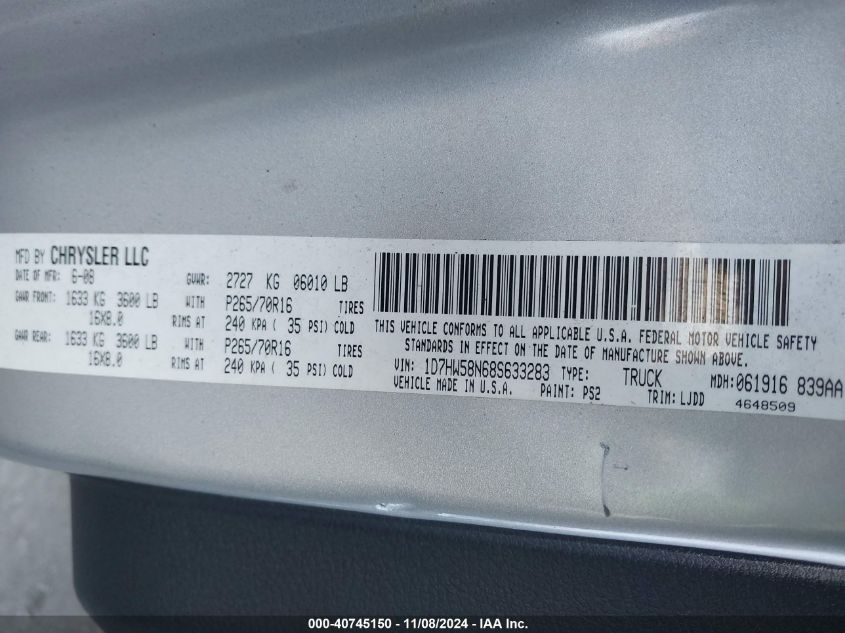 MFD BY CHRYSLER LLC
DATE OF MFR: 6-08 GVWR: 2727 KG 06010 LB
GAWR FRONT: 1633 KG 3600 LB WITH P265/70R16 TIRES
16X8.0 RIMS AT 240 KPA ( 35 PSI) COLD
GAWR REAR: 1633 KG 3600 LB WITH P265/70R16 TIRES
16X8.0 RIMS AT 240 KPA ( 35 PSI) COLD
THIS VEHICLE CONFORMS TO ALL APPLICABLE U.S.A. FEDERAL MOTOR VEHICLE SAFETY
STANDARDS IN EFFECT ON THE DATE OF MANUFACTURE SHOWN ABOVE.
VIN: 1D7HW58N68S633283 TYPE: TRUCK MDH:061916 839AA
VEHICLE MADE IN U.S.A. PAINT: PS2 TRIM: LJDD
4648509
000-40745150 - 11/08/2024 - IAA Inc.